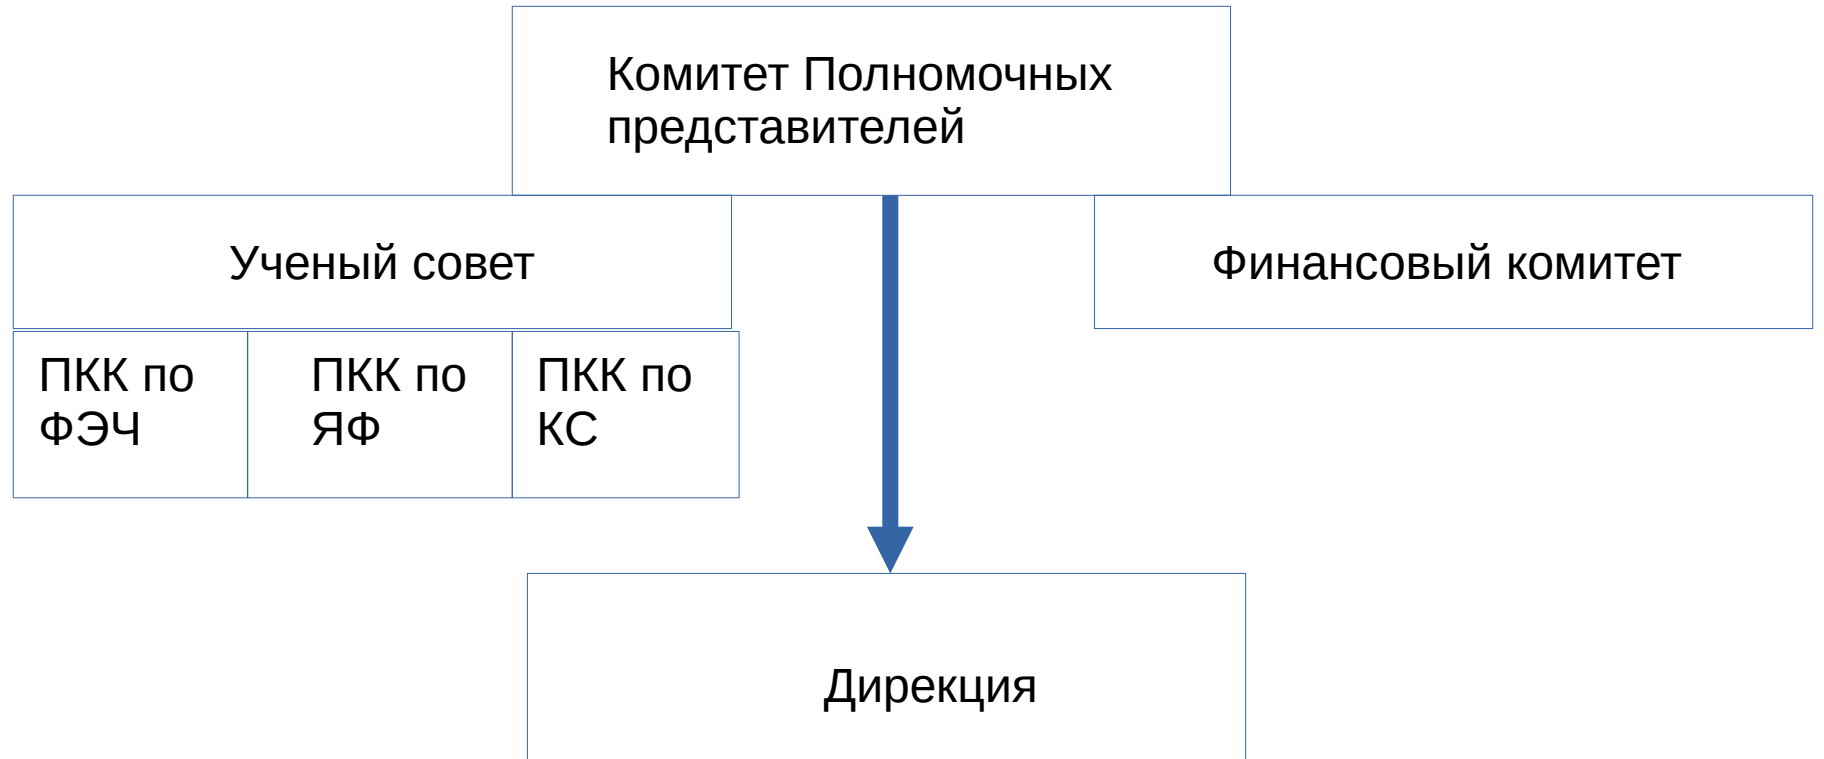 Комитет Полномочных
представителей
Ученый совет
Финансовый комитет
ПКК по
ФЭЧ
ПКК по
ЯФ
ПКК по
КС
Дирекция